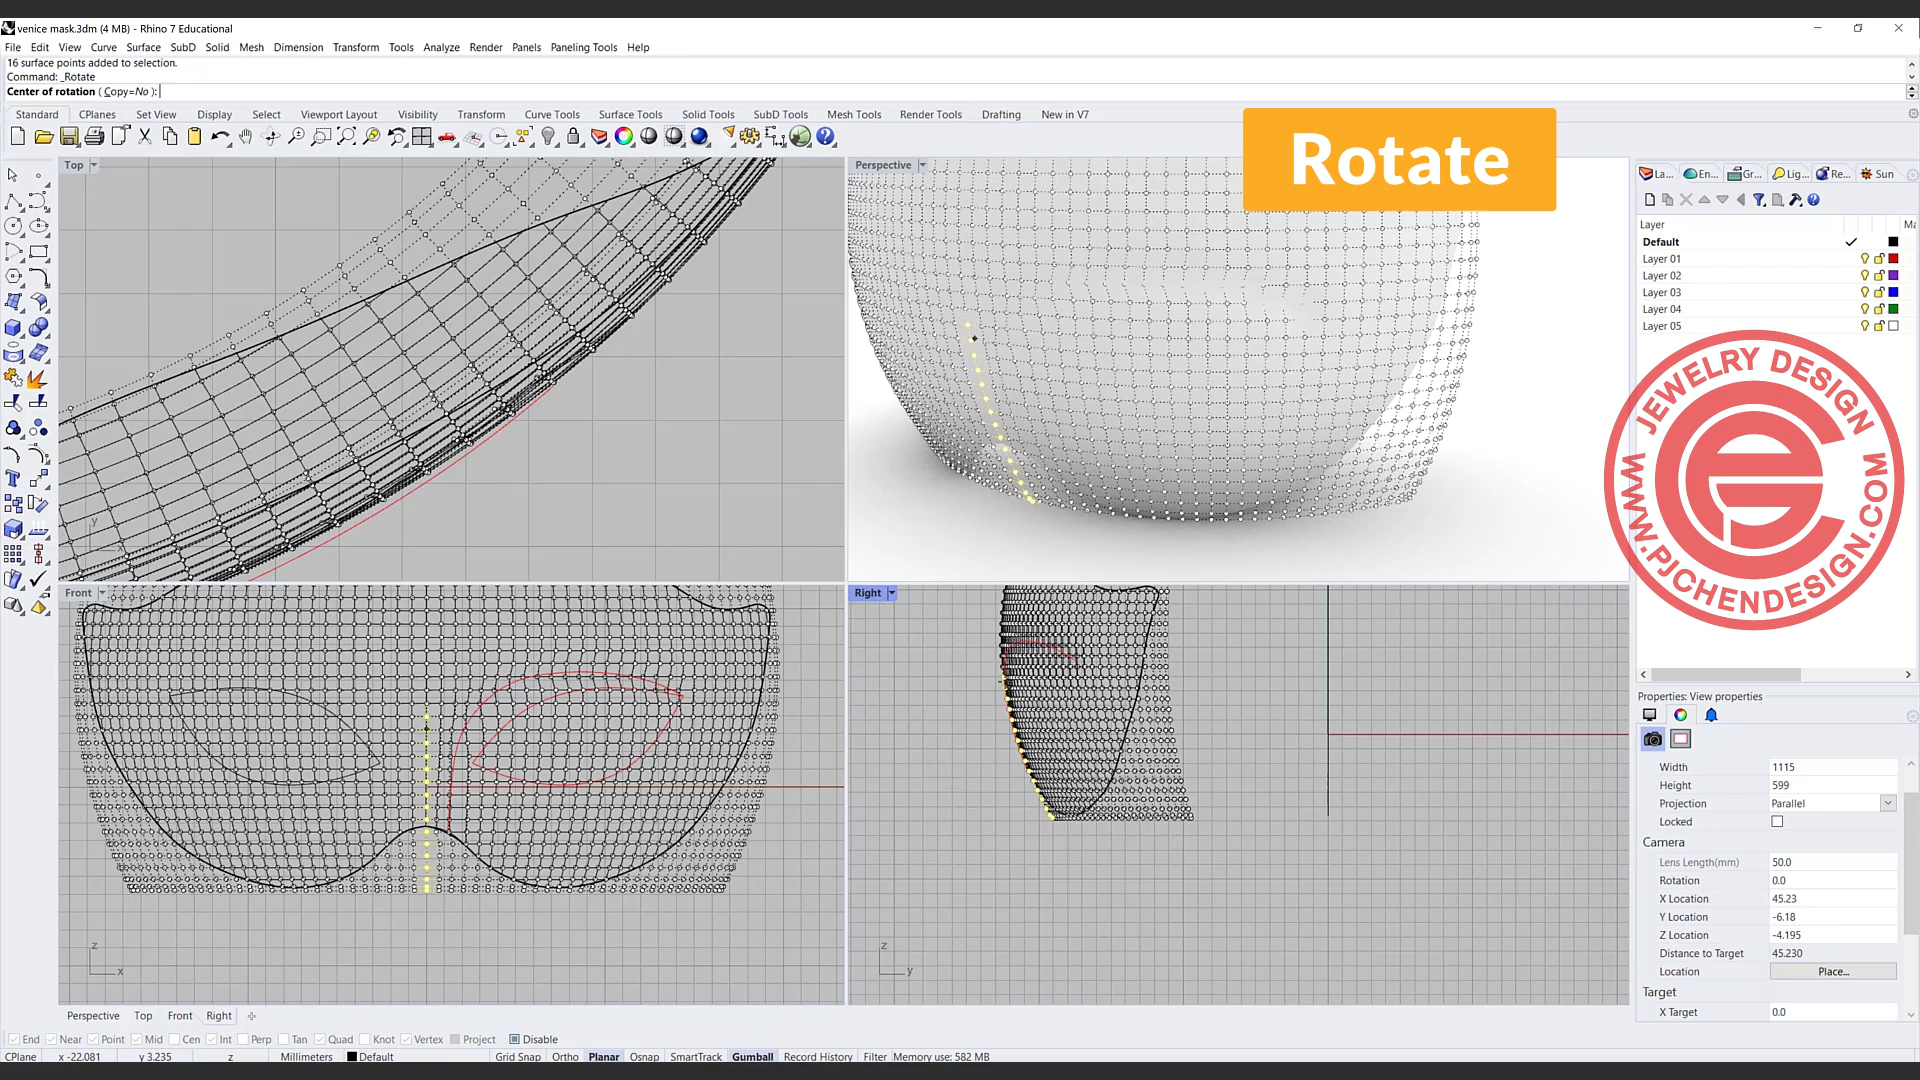 venice mask.3dm (4 MB) - Rhino 7 Educational
File Edit View Curve Surface SubD Solid Mesh Dimension Transform Tools Analyze Render Panels Paneling Tools Help
16 surface points added to selection.
Command: _Rotate
Center of rotation ( Copy=No ):
Standard CPlanes Set View Display Select Viewport Layout Visibility Transform Curve Tools Surface Tools Solid Tools SubD Tools Mesh Tools Render Tools Drafting New in V7
Rotate
Top
Perspective
La... En... Gr... Lig... Re... Sun
Layer Ma
Default
Layer 01
Layer 02
Layer 03
Layer 04
Layer 05
JEWELRY DESIGN
WWW.PJCHENDESIGN.COM
y
x
Front
Right
z
x
z
y
Properties: View properties
Width 1115
Height 599
Projection Parallel
Locked
Camera
Lens Length(mm) 50.0
Rotation 0.0
X Location 45.23
Y Location -6.18
Z Location -4.195
Distance to Target 45.230
Location Place...
Target
X Target 0.0
Perspective Top Front Right
End Near Point Mid Cen Int Perp Tan Quad Knot Vertex Project Disable
CPlane x -22.081 y 3.235 z Millimeters Default Grid Snap Ortho Planar Osnap SmartTrack Gumball Record History Filter Memory use: 582 MB